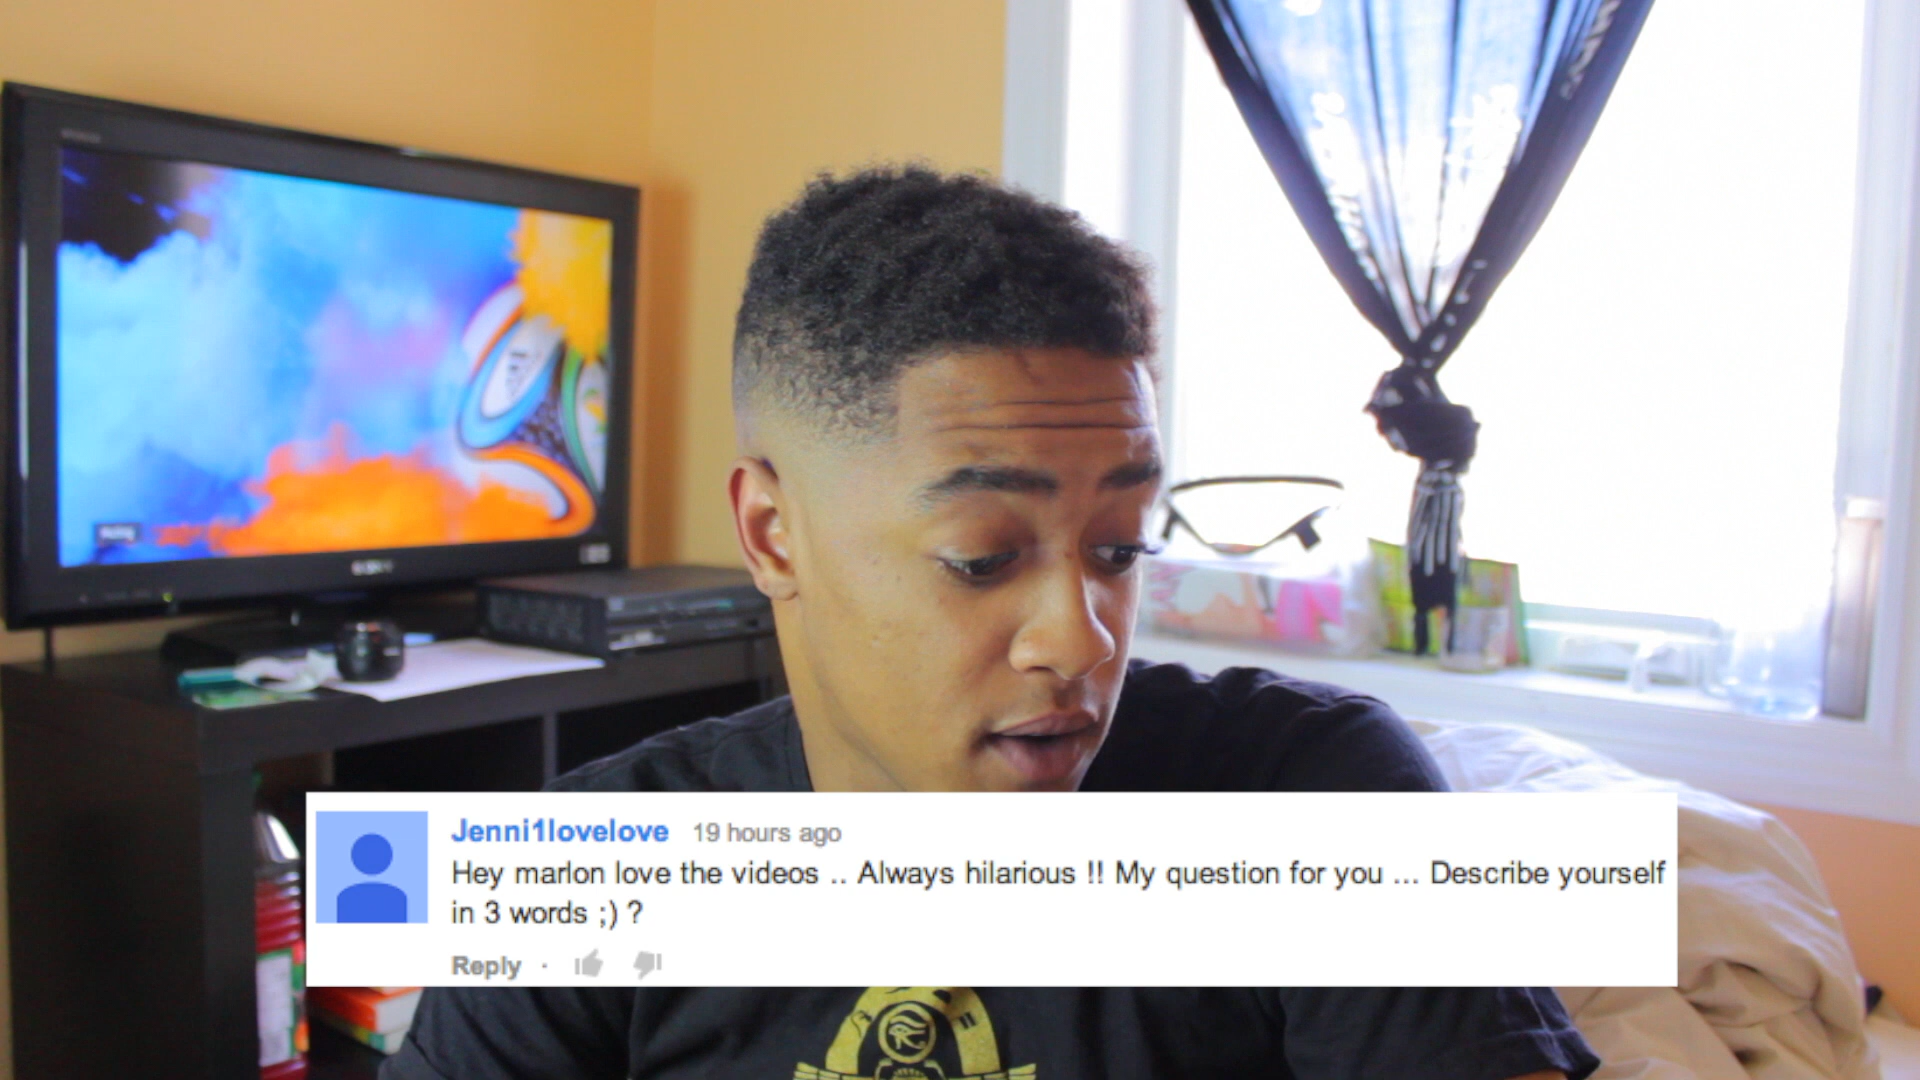 SONY
Jenni1lovelove 19 hours ago
Hey marlon love the videos .. Always hilarious !! My question for you ... Describe yourself
in 3 words ;) ?
Reply ·